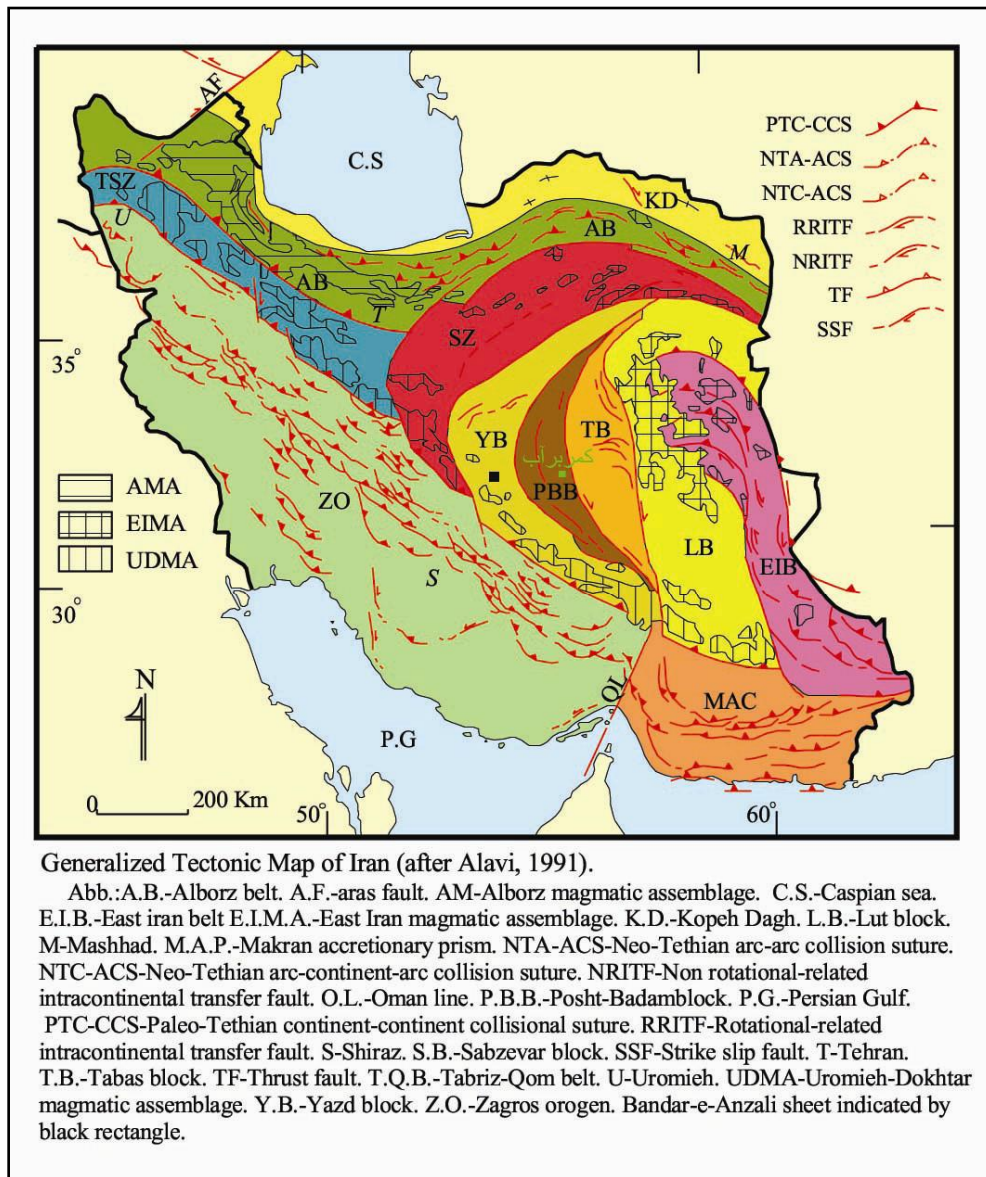 AF
C.S
PTC-CCS
NTA-ACS
NTC-ACS
RRITF
NRITF
TF
SSF
TSZ
U
KD
AB
M
AB
T
SZ
35°
YB
TB
کمربرآب
PBB
AMA
EIMA
UDMA
ZO
LB
EIB
S
30°
N
QL
MAC
P.G
0 200 Km
50°
60°
Generalized Tectonic Map of Iran (after Alavi, 1991).
Abb.:A.B.-Alborz belt. A.F.-aras fault. AM-Alborz magmatic assemblage. C.S.-Caspian sea.
E.I.B.-East iran belt E.I.M.A.-East Iran magmatic assemblage. K.D.-Kopeh Dagh. L.B.-Lut block.
M-Mashhad. M.A.P.-Makran accretionary prism. NTA-ACS-Neo-Tethian arc-arc collision suture.
NTC-ACS-Neo-Tethian arc-continent-arc collision suture. NRITF-Non rotational-related
intracontinental transfer fault. O.L.-Oman line. P.B.B.-Posht-Badamblock. P.G.-Persian Gulf.
PTC-CCS-Paleo-Tethian continent-continent collisional suture. RRITF-Rotational-related
intracontinental transfer fault. S-Shiraz. S.B.-Sabzevar block. SSF-Strike slip fault. T-Tehran.
T.B.-Tabas block. TF-Thrust fault. T.Q.B.-Tabriz-Qom belt. U-Uromieh. UDMA-Uromieh-Dokhtar
magmatic assemblage. Y.B.-Yazd block. Z.O.-Zagros orogen. Bandar-e-Anzali sheet indicated by
black rectangle.